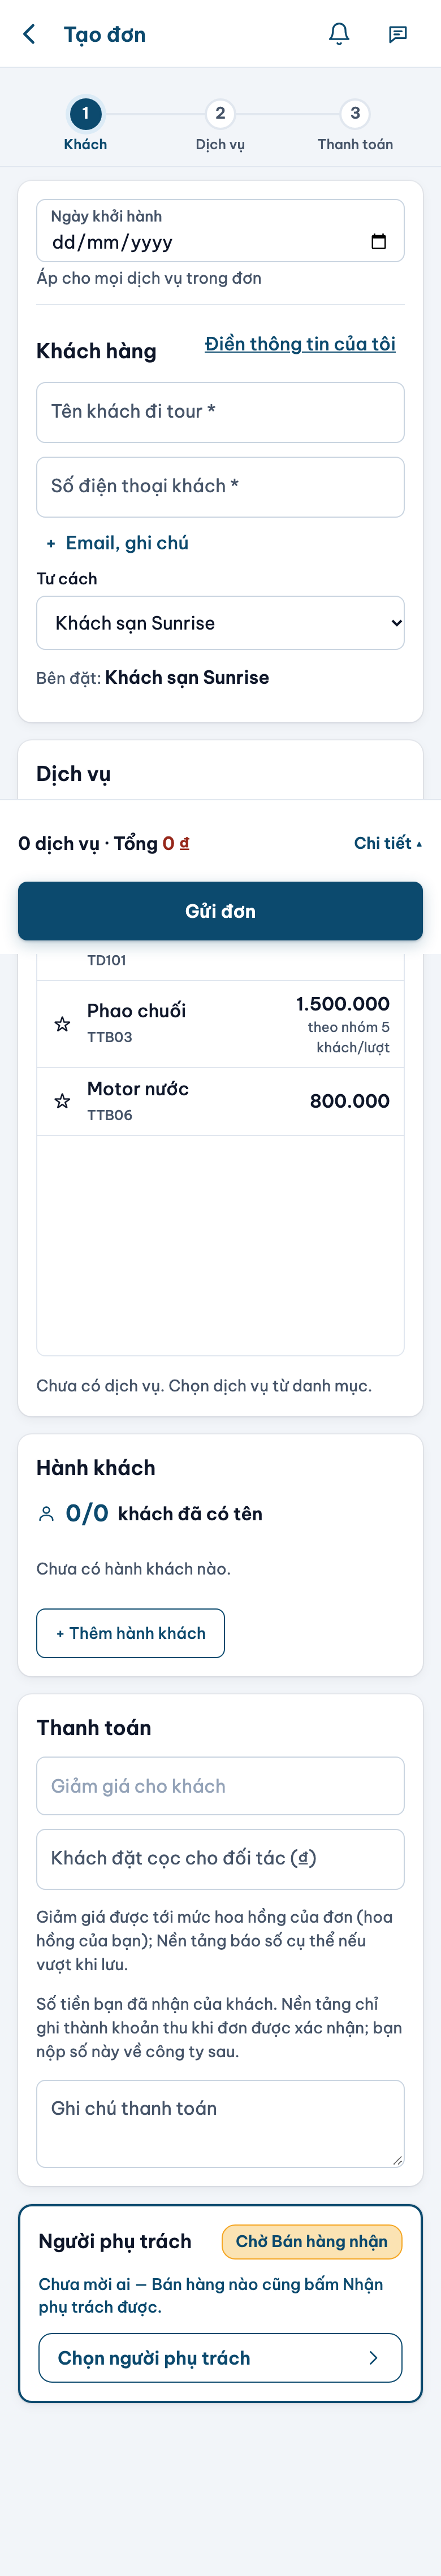 Tạo đơn
1
2
3
Khách
Dịch vụ
Thanh toán
Ngày khởi hành
dd/mm/yyyy
Áp cho mọi dịch vụ trong đơn
Khách hàng
Điền thông tin của tôi
Tên khách đi tour *
Số điện thoại khách *
+ Email, ghi chú
Tư cách
Khách sạn Sunrise
Bên đặt: Khách sạn Sunrise
Dịch vụ
0 dịch vụ · Tổng 0 ₫
Chi tiết ▴
Gửi đơn
TD101
Phao chuối
1.500.000
TTB03
theo nhóm 5
khách/lượt
Motor nước
800.000
TTB06
Chưa có dịch vụ. Chọn dịch vụ từ danh mục.
Hành khách
0/0 khách đã có tên
Chưa có hành khách nào.
+ Thêm hành khách
Thanh toán
Giảm giá cho khách
Khách đặt cọc cho đối tác (₫)
Giảm giá được tới mức hoa hồng của đơn (hoa
hồng của bạn); Nền tảng báo số cụ thể nếu
vượt khi lưu.
Số tiền bạn đã nhận của khách. Nền tảng chỉ
ghi thành khoản thu khi đơn được xác nhận; bạn
nộp số này về công ty sau.
Ghi chú thanh toán
Người phụ trách
Chờ Bán hàng nhận
Chưa mời ai — Bán hàng nào cũng bấm Nhận
phụ trách được.
Chọn người phụ trách